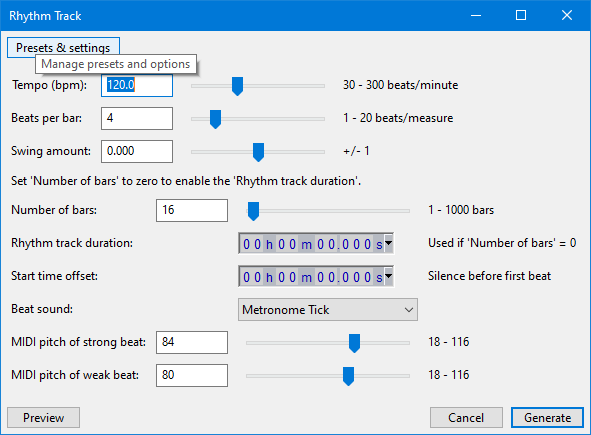 Rhythm Track
Presets & settings
Manage presets and options
Tempo (bpm): 120.0 30 - 300 beats/minute
Beats per bar: 4 1 - 20 beats/measure
Swing amount: 0.000 +/- 1
Set 'Number of bars' to zero to enable the 'Rhythm track duration'.
Number of bars: 16 1 - 1000 bars
Rhythm track duration: 00h00m00.000s Used if 'Number of bars' = 0
Start time offset: 00h00m00.000s Silence before first beat
Beat sound: Metronome Tick
MIDI pitch of strong beat: 84 18 - 116
MIDI pitch of weak beat: 80 18 - 116
Preview Cancel Generate